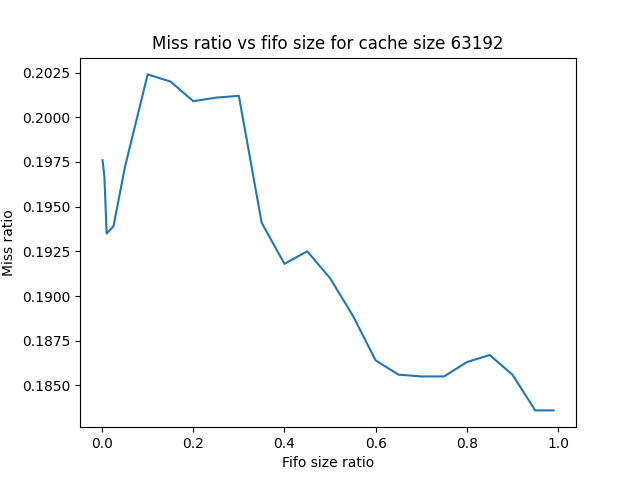 Miss ratio vs fifo size for cache size 63192
0.2025
0.2000
0.1975
0.1950
0.1925
0.1900
0.1875
0.1850
Miss ratio
0.0 0.2 0.4 0.6 0.8 1.0
Fifo size ratio